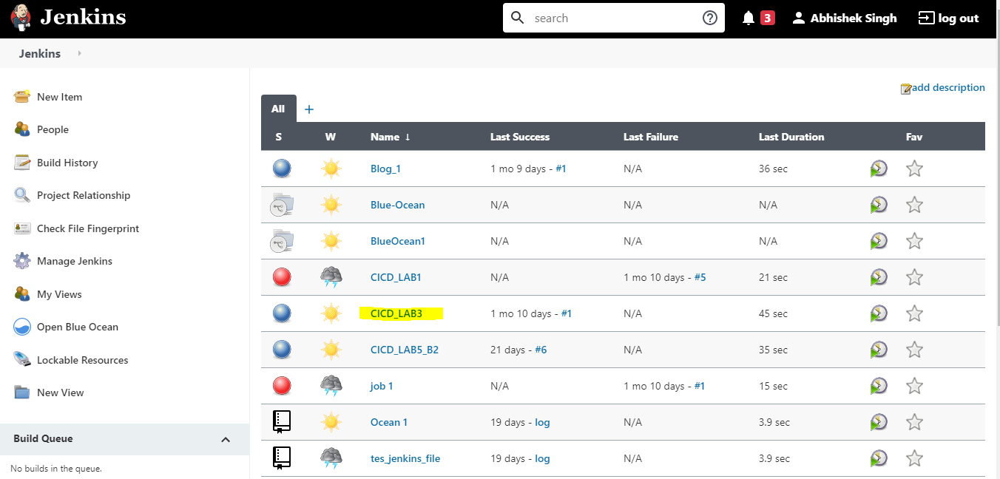 Jenkins
search
3
Abhishek Singh
log out
Jenkins
New Item
People
Build History
Project Relationship
Check File Fingerprint
Manage Jenkins
My Views
Open Blue Ocean
Lockable Resources
New View
Build Queue
No builds in the queue.
add description
All +
S W Name ↓ Last Success Last Failure Last Duration Fav
Blog_1 1 mo 9 days - #1 N/A 36 sec
Blue-Ocean N/A N/A N/A
BlueOcean1 N/A N/A N/A
CICD_LAB1 N/A 1 mo 10 days - #5 21 sec
CICD_LAB3 1 mo 10 days - #1 N/A 45 sec
CICD_LAB5_B2 21 days - #6 N/A 35 sec
job 1 N/A 1 mo 10 days - #1 15 sec
Ocean 1 19 days - log N/A 3.9 sec
tes_jenkins_file 19 days - log N/A 3.9 sec